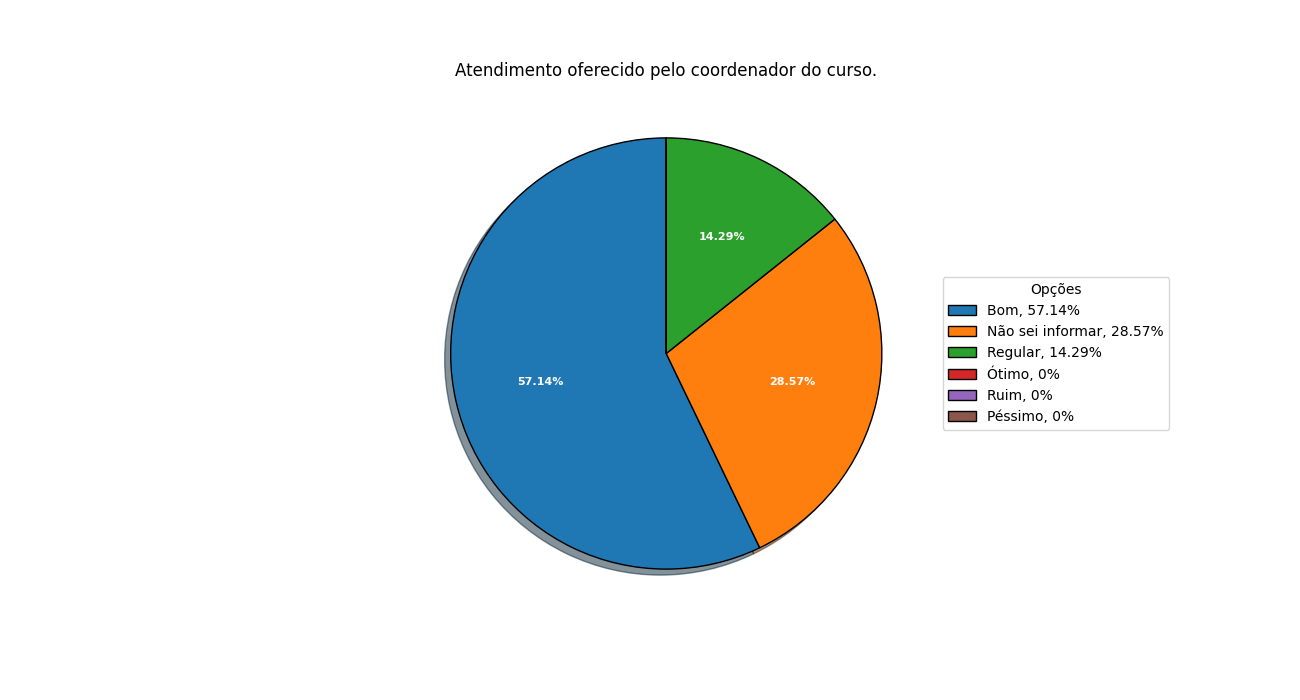 Atendimento oferecido pelo coordenador do curso.
14.29%
57.14%
28.57%
Opções
Bom, 57.14%
Não sei informar, 28.57%
Regular, 14.29%
Ótimo, 0%
Ruim, 0%
Péssimo, 0%